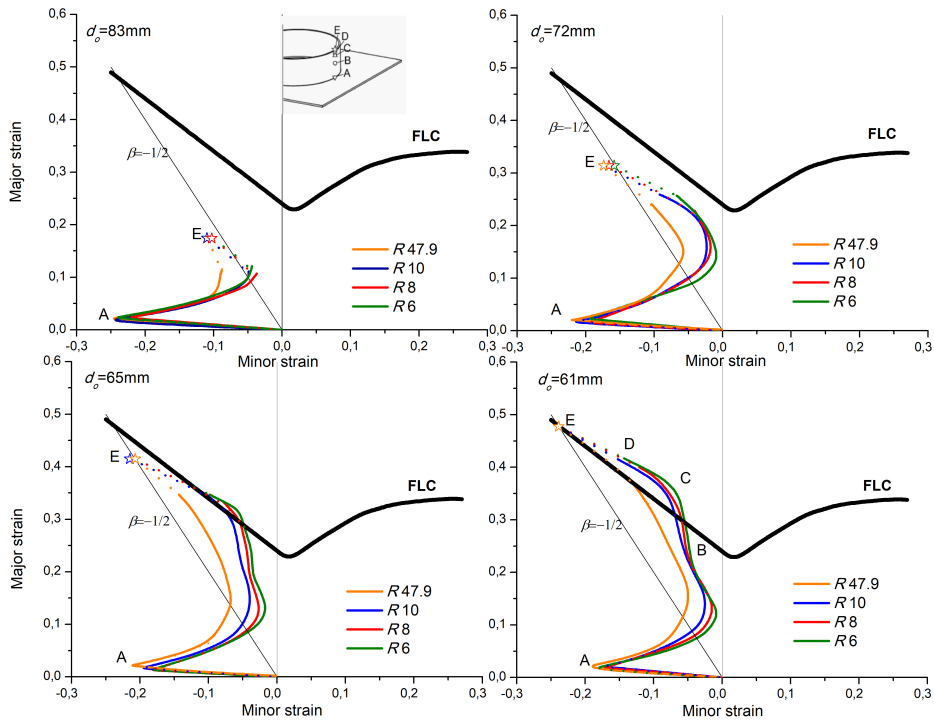 d_o=83mm
E
D
C
B
A
FLC
β=−1/2
E
A
R 47.9
R 10
R 8
R 6
Major strain
0,6
0,5
0,4
0,3
0,2
0,1
0,0
-0,3 -0,2 -0,1 0,0 0,1 0,2 0,3
Minor strain
d_o=72mm
FLC
β=−1/2
E
A
R 47.9
R 10
R 8
R 6
0,6
0,5
0,4
0,3
0,2
0,1
0,0
-0,3 -0,2 -0,1 0,0 0,1 0,2 0,3
Minor strain
d_o=65mm
FLC
β=−1/2
E
A
R 47.9
R 10
R 8
R 6
Major strain
0,6
0,5
0,4
0,3
0,2
0,1
0,0
-0,3 -0,2 -0,1 0,0 0,1 0,2 0,3
Minor strain
d_o=61mm
E
D
C
FLC
β=−1/2
B
A
R 47.9
R 10
R 8
R 6
0,6
0,5
0,4
0,3
0,2
0,1
0,0
-0,3 -0,2 -0,1 0,0 0,1 0,2 0,3
Minor strain